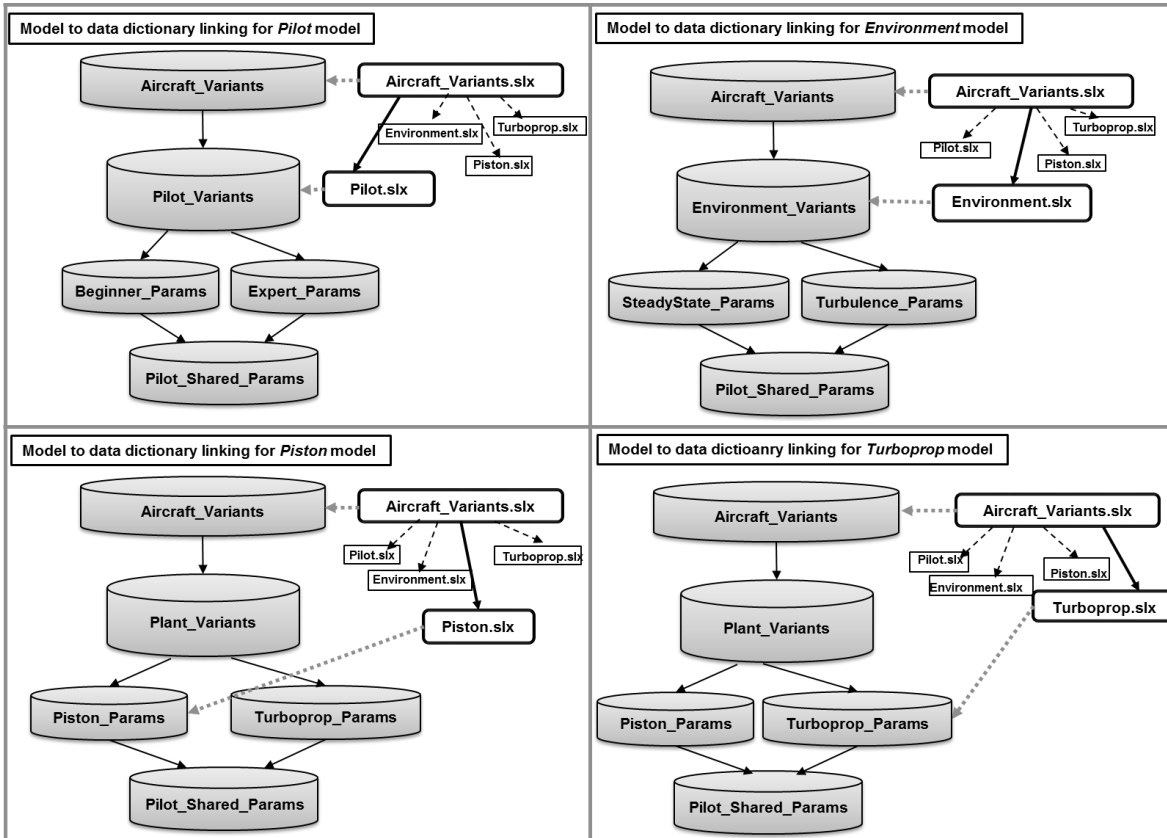 Model to data dictionary linking for Pilot model
Aircraft_Variants
Aircraft_Variants.slx
Environment.slx
Turboprop.slx
Piston.slx
Pilot_Variants
Pilot.slx
Beginner_Params
Expert_Params
Pilot_Shared_Params
Model to data dictionary linking for Environment model
Aircraft_Variants
Aircraft_Variants.slx
Turboprop.slx
Pilot.slx
Piston.slx
Environment_Variants
Environment.slx
SteadyState_Params
Turbulence_Params
Pilot_Shared_Params
Model to data dictionary linking for Piston model
Aircraft_Variants
Aircraft_Variants.slx
Pilot.slx
Turboprop.slx
Environment.slx
Plant_Variants
Piston.slx
Piston_Params
Turboprop_Params
Pilot_Shared_Params
Model to data dictioanry linking for Turboprop model
Aircraft_Variants
Aircraft_Variants.slx
Pilot.slx
Piston.slx
Environment.slx
Turboprop.slx
Plant_Variants
Piston_Params
Turboprop_Params
Pilot_Shared_Params